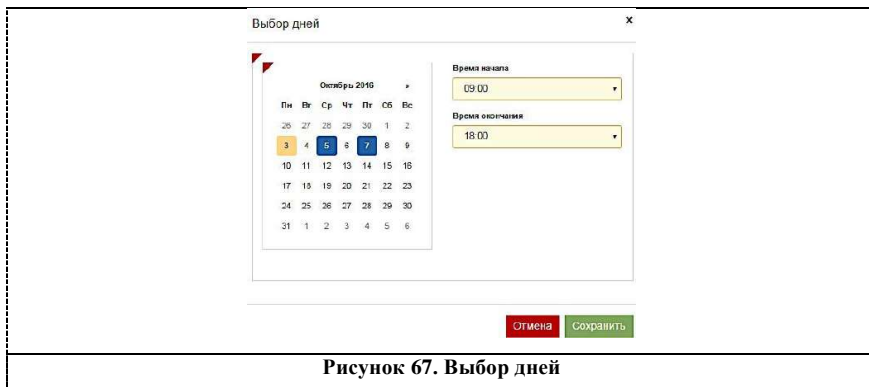 Выбор дней x
Октябрь 2016 »
Пн Вт Ср Чт Пт Сб Вс
26 27 28 29 30 1 2
3 4 5 6 7 8 9
10 11 12 13 14 15 16
17 18 19 20 21 22 23
24 25 26 27 28 29 30
31 1 2 3 4 5 6
Время начала
09:00
Время окончания
18:00
Отмена Сохранить
Рисунок 67. Выбор дней